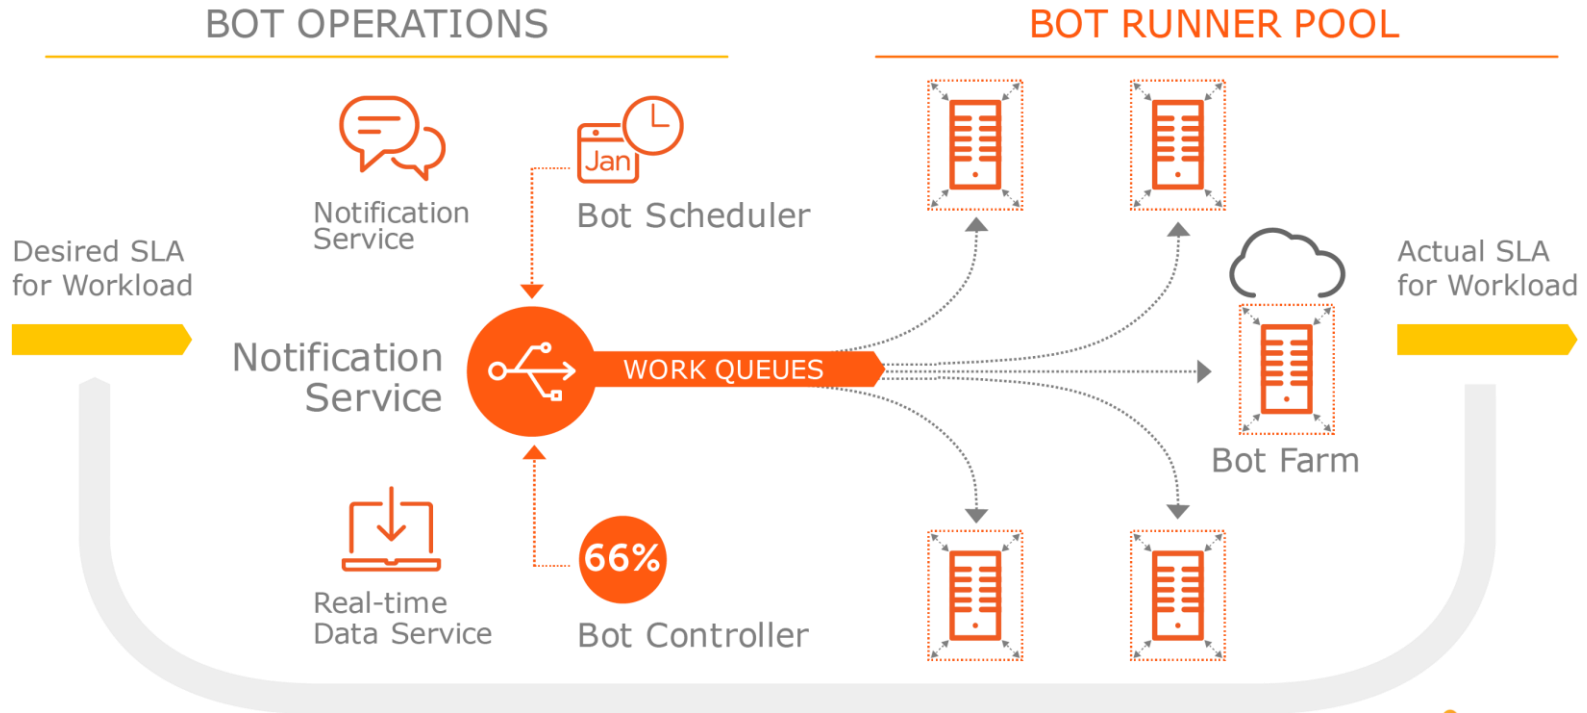 BOT OPERATIONS
BOT RUNNER POOL
Jan
Notification
Service
Bot Scheduler
Desired SLA
for Workload
Actual SLA
for Workload
Notification
Service
WORK QUEUES
Bot Farm
66%
Real-time
Data Service
Bot Controller